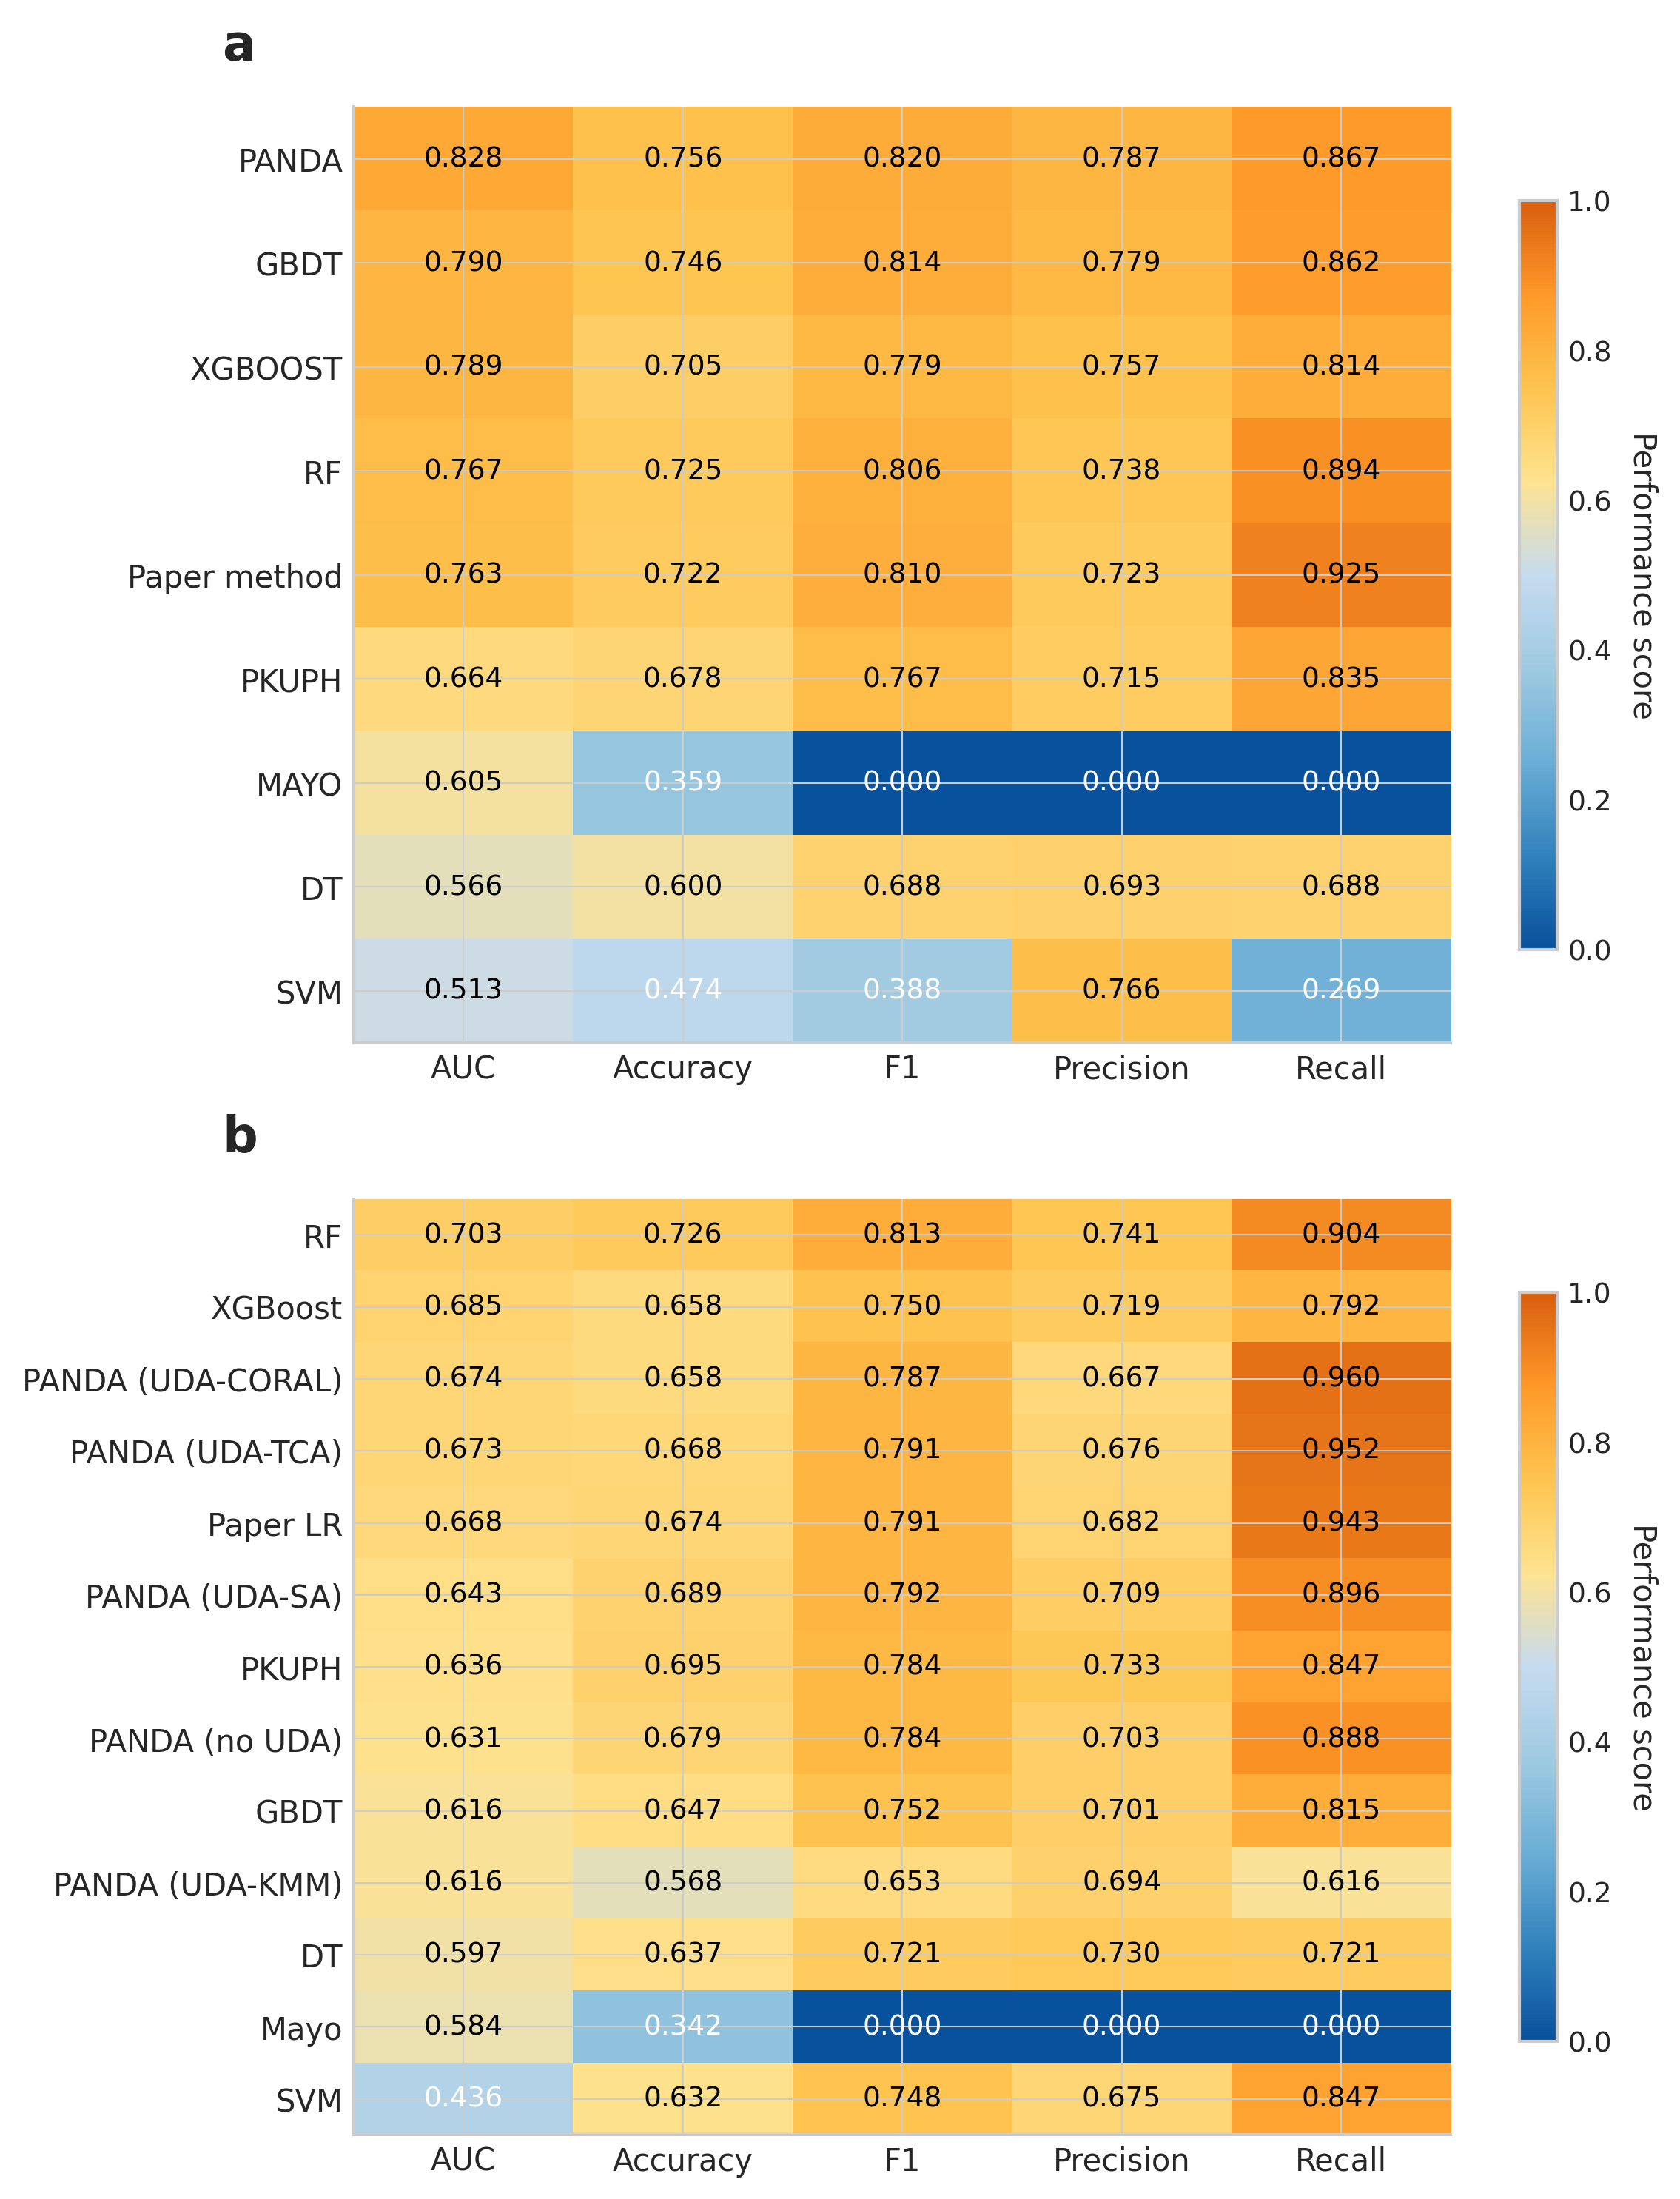 a
PANDA 0.828 0.756 0.820 0.787 0.867
GBDT 0.790 0.746 0.814 0.779 0.862
XGBOOST 0.789 0.705 0.779 0.757 0.814
RF 0.767 0.725 0.806 0.738 0.894
Paper method 0.763 0.722 0.810 0.723 0.925
PKUPH 0.664 0.678 0.767 0.715 0.835
MAYO 0.605 0.359 0.000 0.000 0.000
DT 0.566 0.600 0.688 0.693 0.688
SVM 0.513 0.474 0.388 0.766 0.269
AUC Accuracy F1 Precision Recall
1.0
0.8
0.6
0.4
0.2
0.0
Performance score
b
RF 0.703 0.726 0.813 0.741 0.904
XGBoost 0.685 0.658 0.750 0.719 0.792
PANDA (UDA-CORAL) 0.674 0.658 0.787 0.667 0.960
PANDA (UDA-TCA) 0.673 0.668 0.791 0.676 0.952
Paper LR 0.668 0.674 0.791 0.682 0.943
PANDA (UDA-SA) 0.643 0.689 0.792 0.709 0.896
PKUPH 0.636 0.695 0.784 0.733 0.847
PANDA (no UDA) 0.631 0.679 0.784 0.703 0.888
GBDT 0.616 0.647 0.752 0.701 0.815
PANDA (UDA-KMM) 0.616 0.568 0.653 0.694 0.616
DT 0.597 0.637 0.721 0.730 0.721
Mayo 0.584 0.342 0.000 0.000 0.000
SVM 0.436 0.632 0.748 0.675 0.847
AUC Accuracy F1 Precision Recall
1.0
0.8
0.6
0.4
0.2
0.0
Performance score